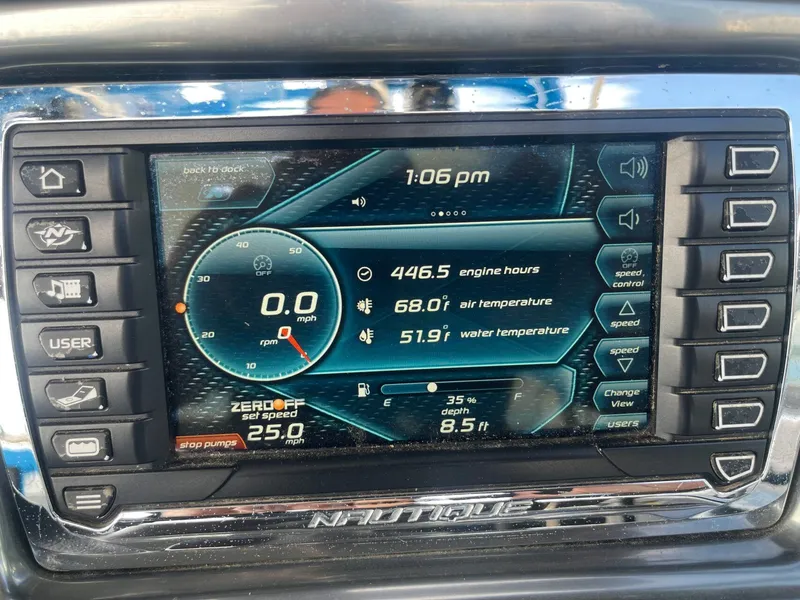 back to dock
1:06 pm
40
50
30
20
10
OFF
0.0
mph
rpm
0
446.5 engine hours
68.0°F air temperature
51.9°F water temperature
E
F
35 %
depth
8.5 ft
ZEROOFF
set speed
25.0
mph
stop pumps
OFF
speed
control
speed
speed
Change
View
users
USER
NAUTIQUE